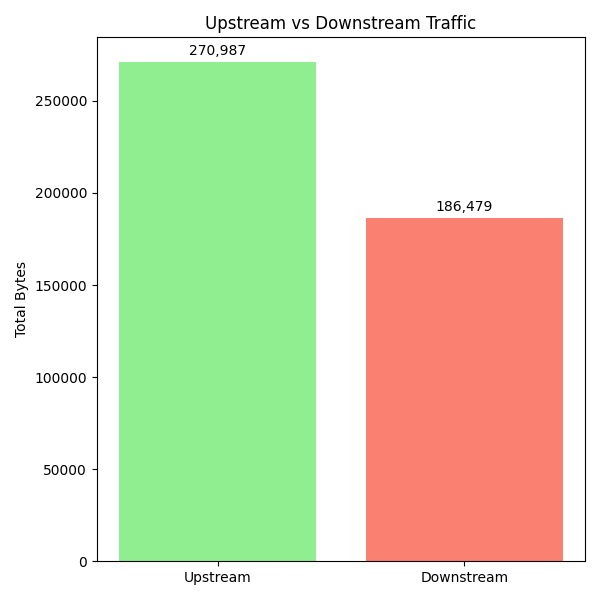 Upstream vs Downstream Traffic
270,987
250000
200000
186,479
150000
100000
50000
0
Total Bytes
Upstream
Downstream